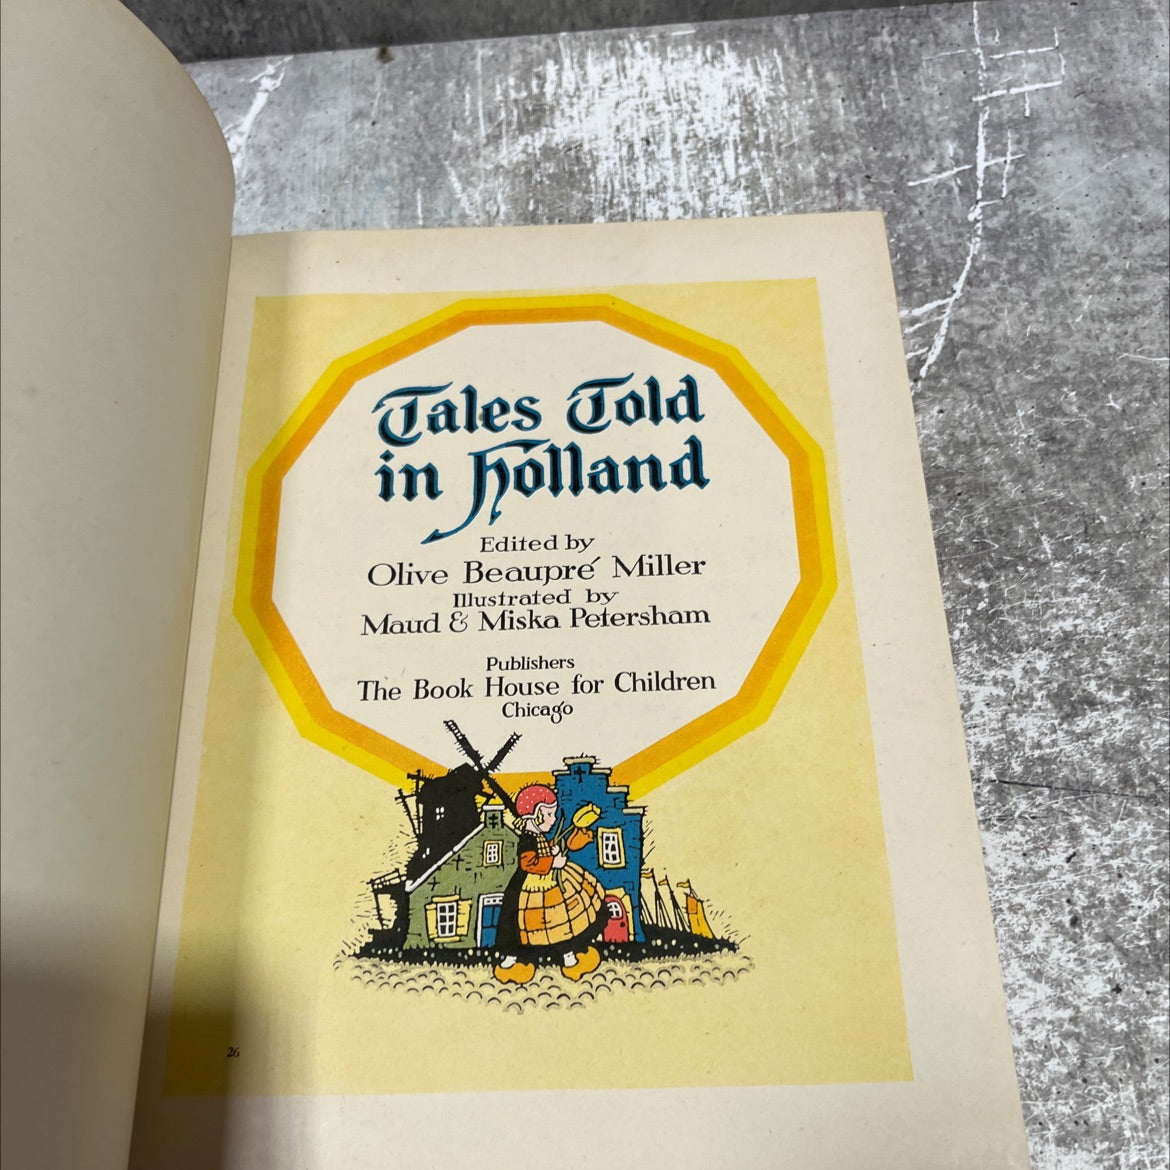 Tales Told
in Holland
Edited by
Olive Beaupré Miller
Illustrated by
Maud & Miska Petersham
Publishers
The Book House for Children
Chicago
26